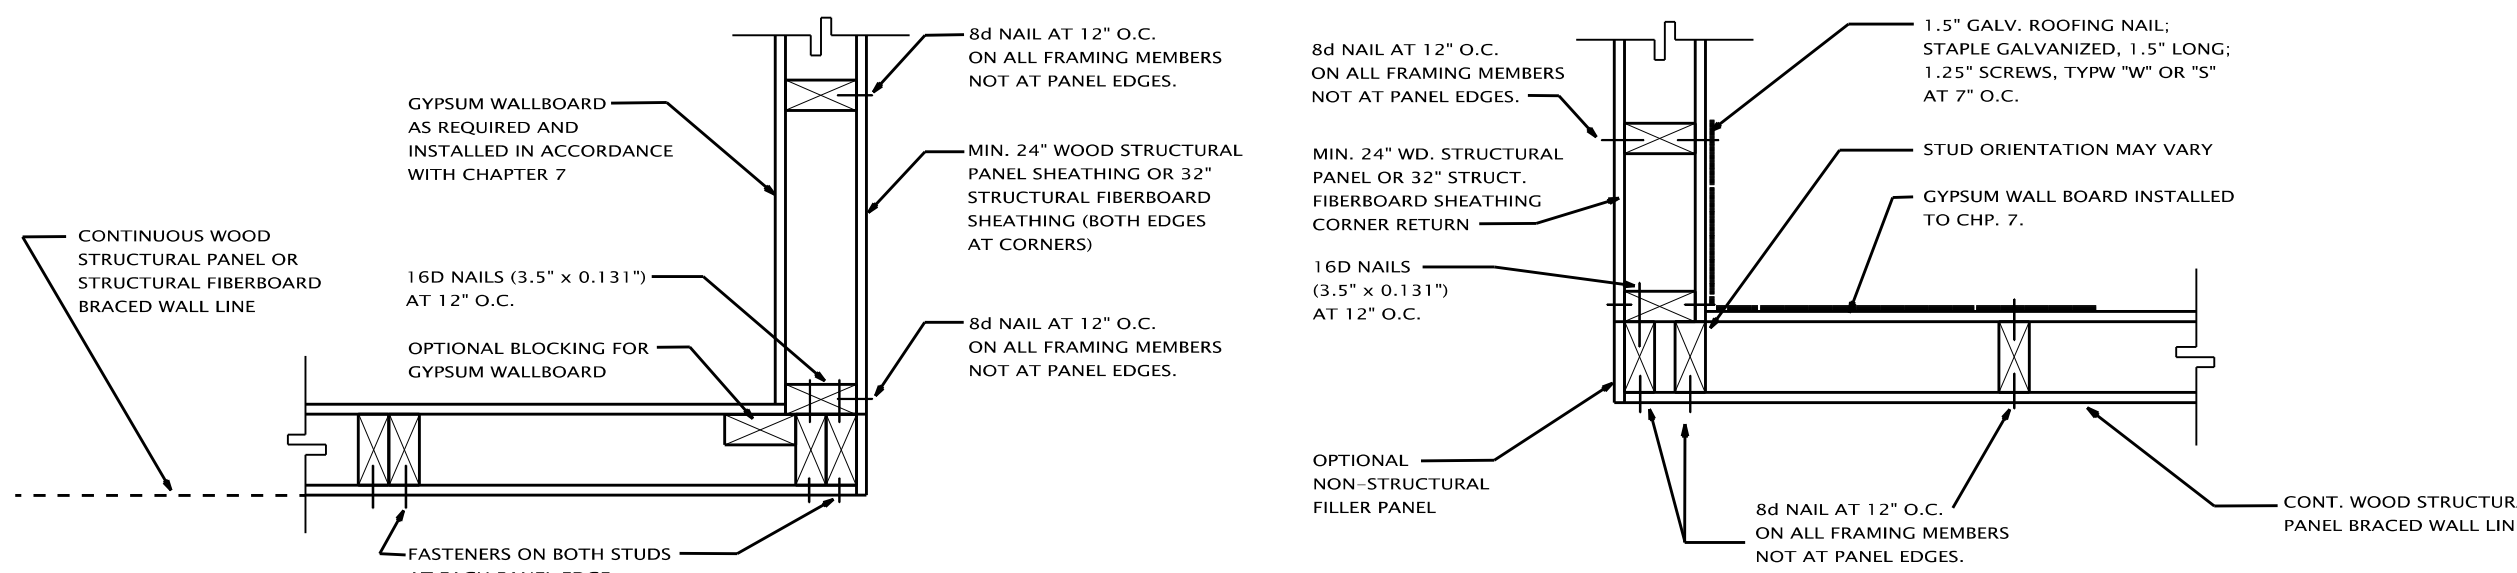 8d NAIL AT 12" O.C.
ON ALL FRAMING MEMBERS
NOT AT PANEL EDGES.
GYPSUM WALLBOARD
AS REQUIRED AND
INSTALLED IN ACCORDANCE
WITH CHAPTER 7
MIN. 24" WOOD STRUCTURAL
PANEL SHEATHING OR 32"
STRUCTURAL FIBERBOARD
SHEATHING (BOTH EDGES
AT CORNERS)
CONTINUOUS WOOD
STRUCTURAL PANEL OR
STRUCTURAL FIBERBOARD
BRACED WALL LINE
16D NAILS (3.5" x 0.131")
AT 12" O.C.
8d NAIL AT 12" O.C.
ON ALL FRAMING MEMBERS
NOT AT PANEL EDGES.
OPTIONAL BLOCKING FOR
GYPSUM WALLBOARD
FASTENERS ON BOTH STUDS
AT EACH PANEL EDGE
1.5" GALV. ROOFING NAIL;
STAPLE GALVANIZED, 1.5" LONG;
1.25" SCREWS, TYPW "W" OR "S"
AT 7" O.C.
8d NAIL AT 12" O.C.
ON ALL FRAMING MEMBERS
NOT AT PANEL EDGES.
STUD ORIENTATION MAY VARY
MIN. 24" WD. STRUCTURAL
PANEL OR 32" STRUCT.
FIBERBOARD SHEATHING
CORNER RETURN
GYPSUM WALL BOARD INSTALLED
TO CHP. 7.
16D NAILS
(3.5" x 0.131")
AT 12" O.C.
OPTIONAL
NON-STRUCTURAL
FILLER PANEL
8d NAIL AT 12" O.C.
ON ALL FRAMING MEMBERS
NOT AT PANEL EDGES.
CONT. WOOD STRUCTUR
PANEL BRACED WALL LIN